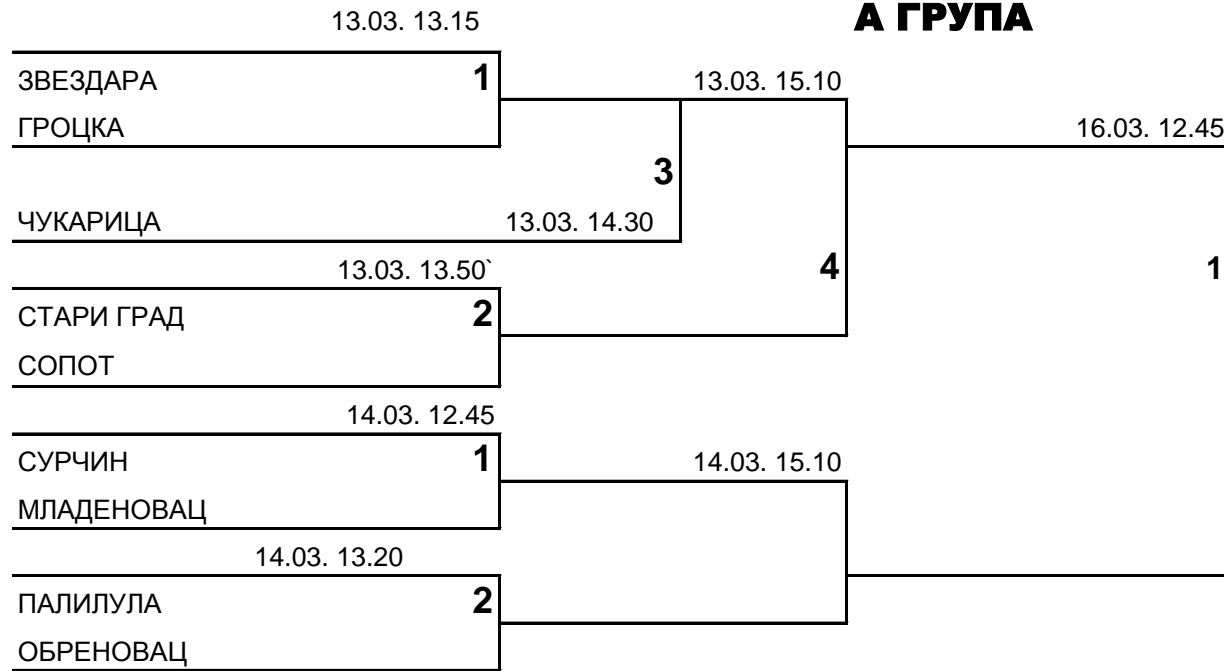 А ГРУПА
13.03. 13.15
ЗВЕЗДАРА 1
13.03. 15.10
ГРОЦКА
16.03. 12.45
3
ЧУКАРИЦА 13.03. 14.30
13.03. 13.50`
4
1
СТАРИ ГРАД 2
СОПОТ
14.03. 12.45
СУРЧИН 1
14.03. 15.10
МЛАДЕНОВАЦ
14.03. 13.20
ПАЛИЛУЛА 2
ОБРЕНОВАЦ